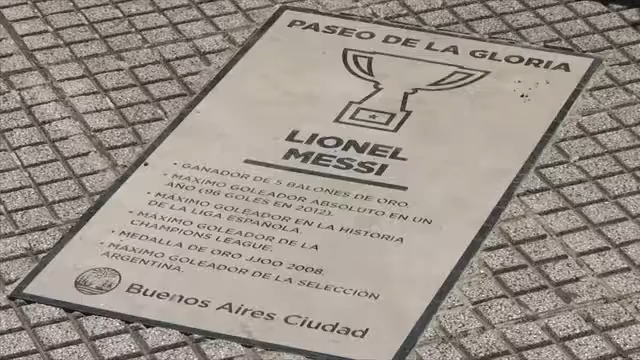 PASEO DE LA GLORIA
LIONEL
MESSI
• GANADOR DE 5 BALONES DE ORO.
• MÁXIMO GOLEADOR ABSOLUTO EN UN
AÑO (96 GOLES EN 2012).
• MÁXIMO GOLEADOR EN LA HISTORIA
DE LA LIGA ESPAÑOLA.
• MÁXIMO GOLEADOR DE LA
CHAMPIONS LEAGUE.
• MEDALLA DE ORO JJOO 2008.
• MÁXIMO GOLEADOR DE LA SELECCIÓN
ARGENTINA.
Buenos Aires Ciudad